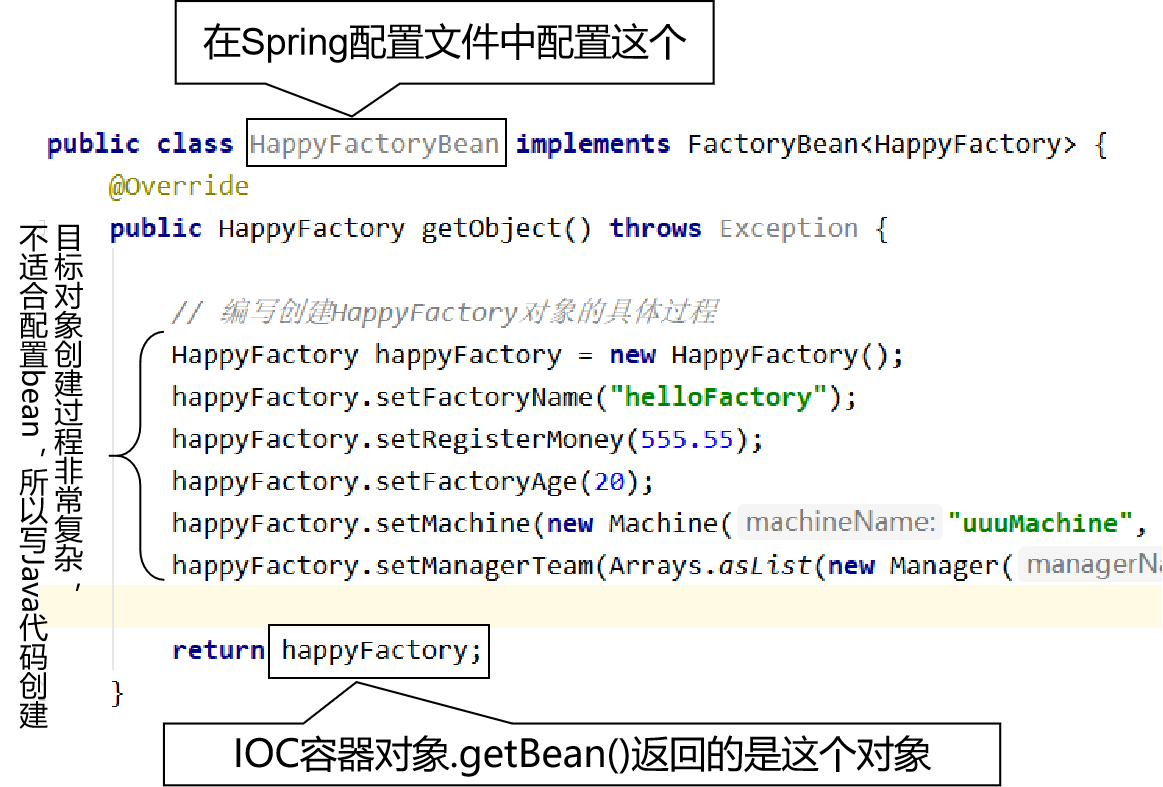 在Spring配置文件中配置这个
public class HappyFactoryBean implements FactoryBean<HappyFactory> {
@Override
public HappyFactory getObject() throws Exception {
目标对象创建过程非常复杂，
不适合配置bean，所以写Java代码创建
// 编写创建HappyFactory对象的具体过程
HappyFactory happyFactory = new HappyFactory();
happyFactory.setFactoryName("helloFactory");
happyFactory.setRegisterMoney(555.55);
happyFactory.setFactoryAge(20);
happyFactory.setMachine(new Machine( machineName: "uuuMachine",
happyFactory.setManagerTeam(Arrays.asList(new Manager( managerNa
return happyFactory;
}
IOC容器对象.getBean()返回的是这个对象